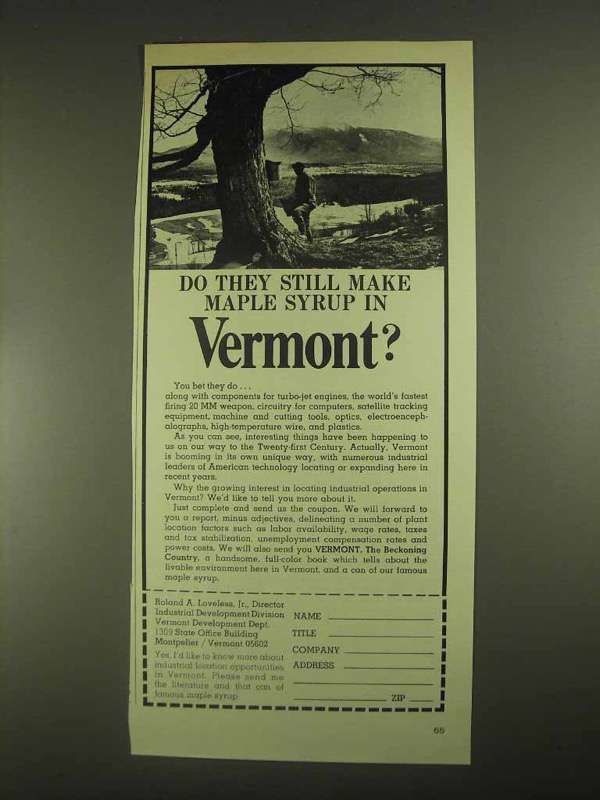 DO THEY STILL MAKE
MAPLE SYRUP IN
Vermont?
You bet they do . . .
along with components for turbo-jet engines, the world's fastest
firing 20 MM weapon, circuitry for computers, satellite tracking
equipment, machine and cutting tools, optics, electroenceph-
alographs, high-temperature wire, and plastics.
As you can see, interesting things have been happening to
us on our way to the Twenty-first Century. Actually, Vermont
is booming in its own unique way, with numerous industrial
leaders of American technology locating or expanding here in
recent years.
Why the growing interest in locating industrial operations in
Vermont? We'd like to tell you more about it.
Just complete and send us the coupon. We will forward to
you a report, minus adjectives, delineating a number of plant
location factors such as labor availability, wage rates, taxes
and tax stabilization, unemployment compensation rates and
power costs. We will also send you VERMONT, The Beckoning
Country, a handsome, full-color book which tells about the
livable environment here in Vermont, and a can of our famous
maple syrup.
Roland A. Loveless, Jr., Director
Industrial Development Division
Vermont Development Dept.
1309 State Office Building
Montpelier / Vermont 05602
Yes, I'd like to know more about
industrial location opportunities
in Vermont. Please send me
the literature and that can of
famous maple syrup
NAME
TITLE
COMPANY
ADDRESS
ZIP
65